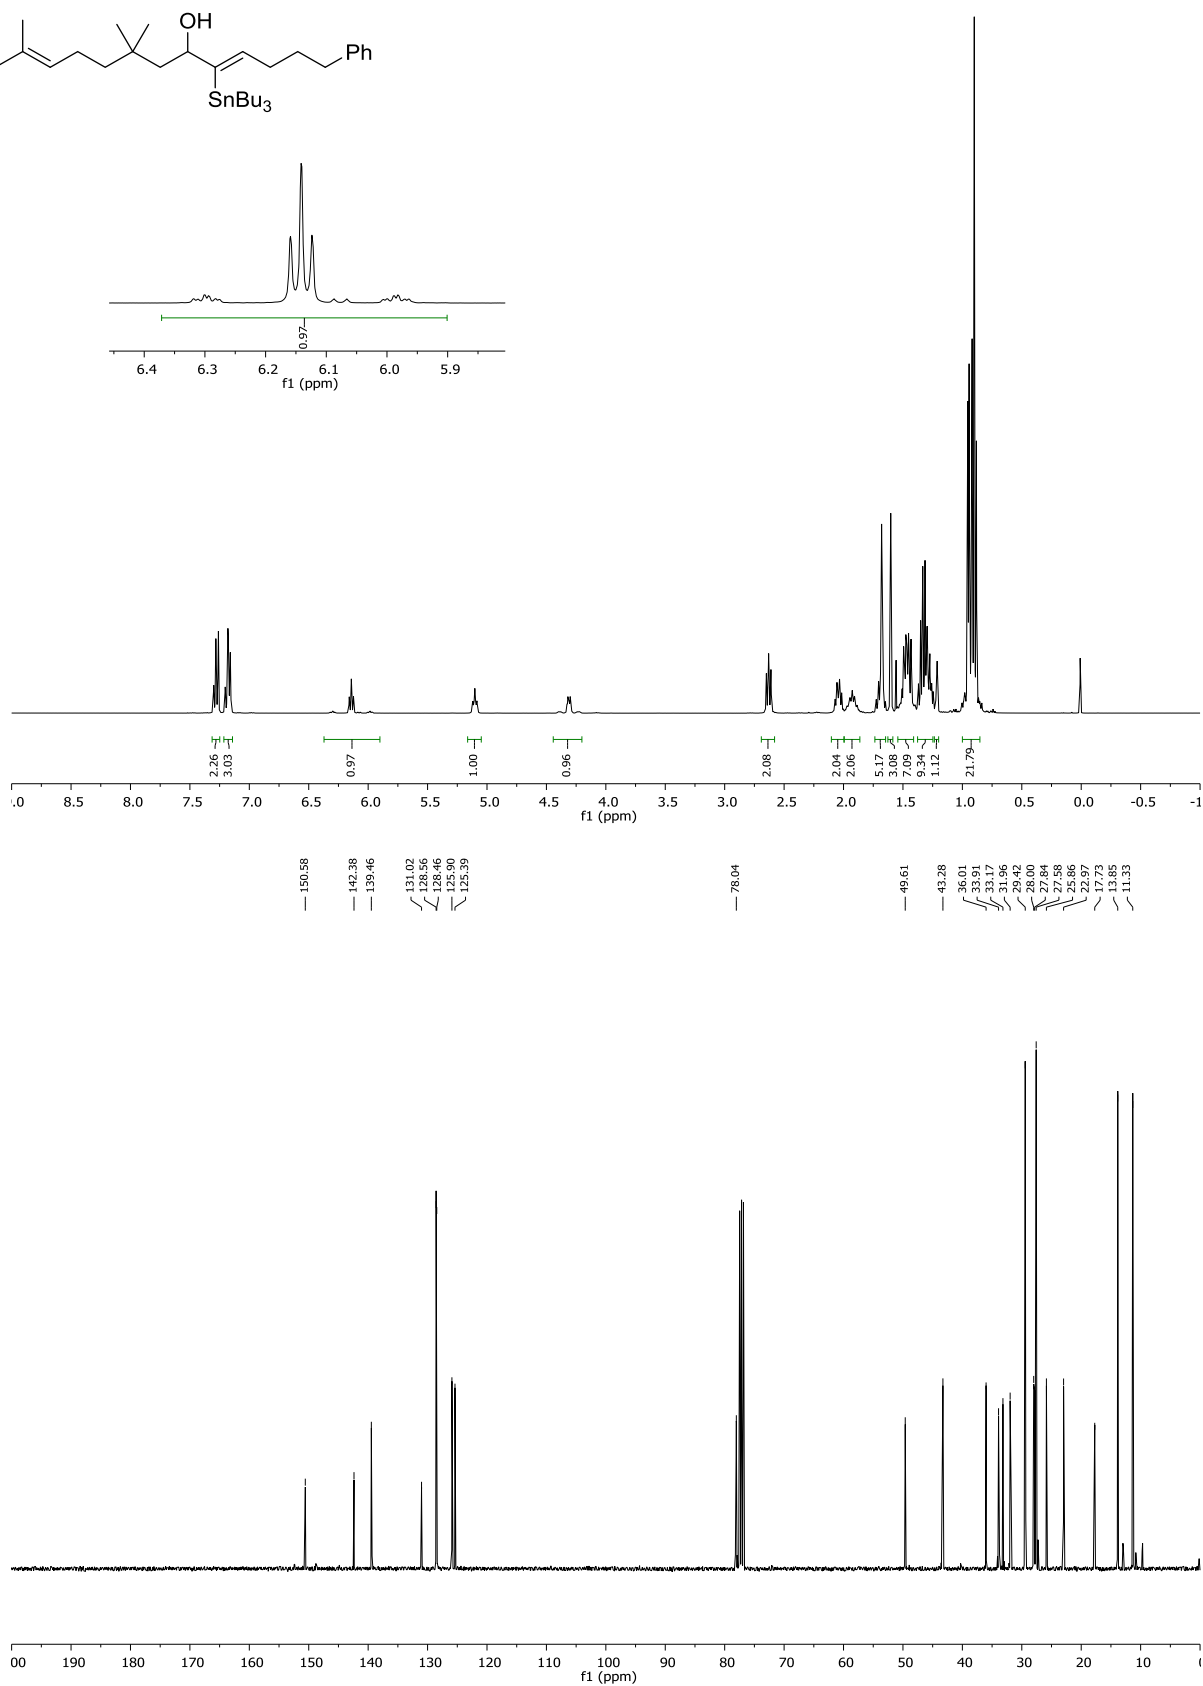 OH
Ph
SnBu3
0.97
6.4 6.3 6.2 6.1 6.0 5.9
f1 (ppm)
2.26 3.03 0.97 1.00 0.96 2.08 2.04 2.06 5.17 3.08 7.09 9.34 1.12 21.79
.0 8.5 8.0 7.5 7.0 6.5 6.0 5.5 5.0 4.5 4.0 3.5 3.0 2.5 2.0 1.5 1.0 0.5 0.0 -0.5 -1
f1 (ppm)
150.58 142.38 139.46 131.02 128.56 128.46 125.90 125.39 78.04 49.61 43.28 36.01 33.91 33.17 31.96 29.42 28.00 27.84 27.58 25.86 22.97 17.73 13.85 11.33
00 190 180 170 160 150 140 130 120 110 100 90 80 70 60 50 40 30 20 10 0
f1 (ppm)